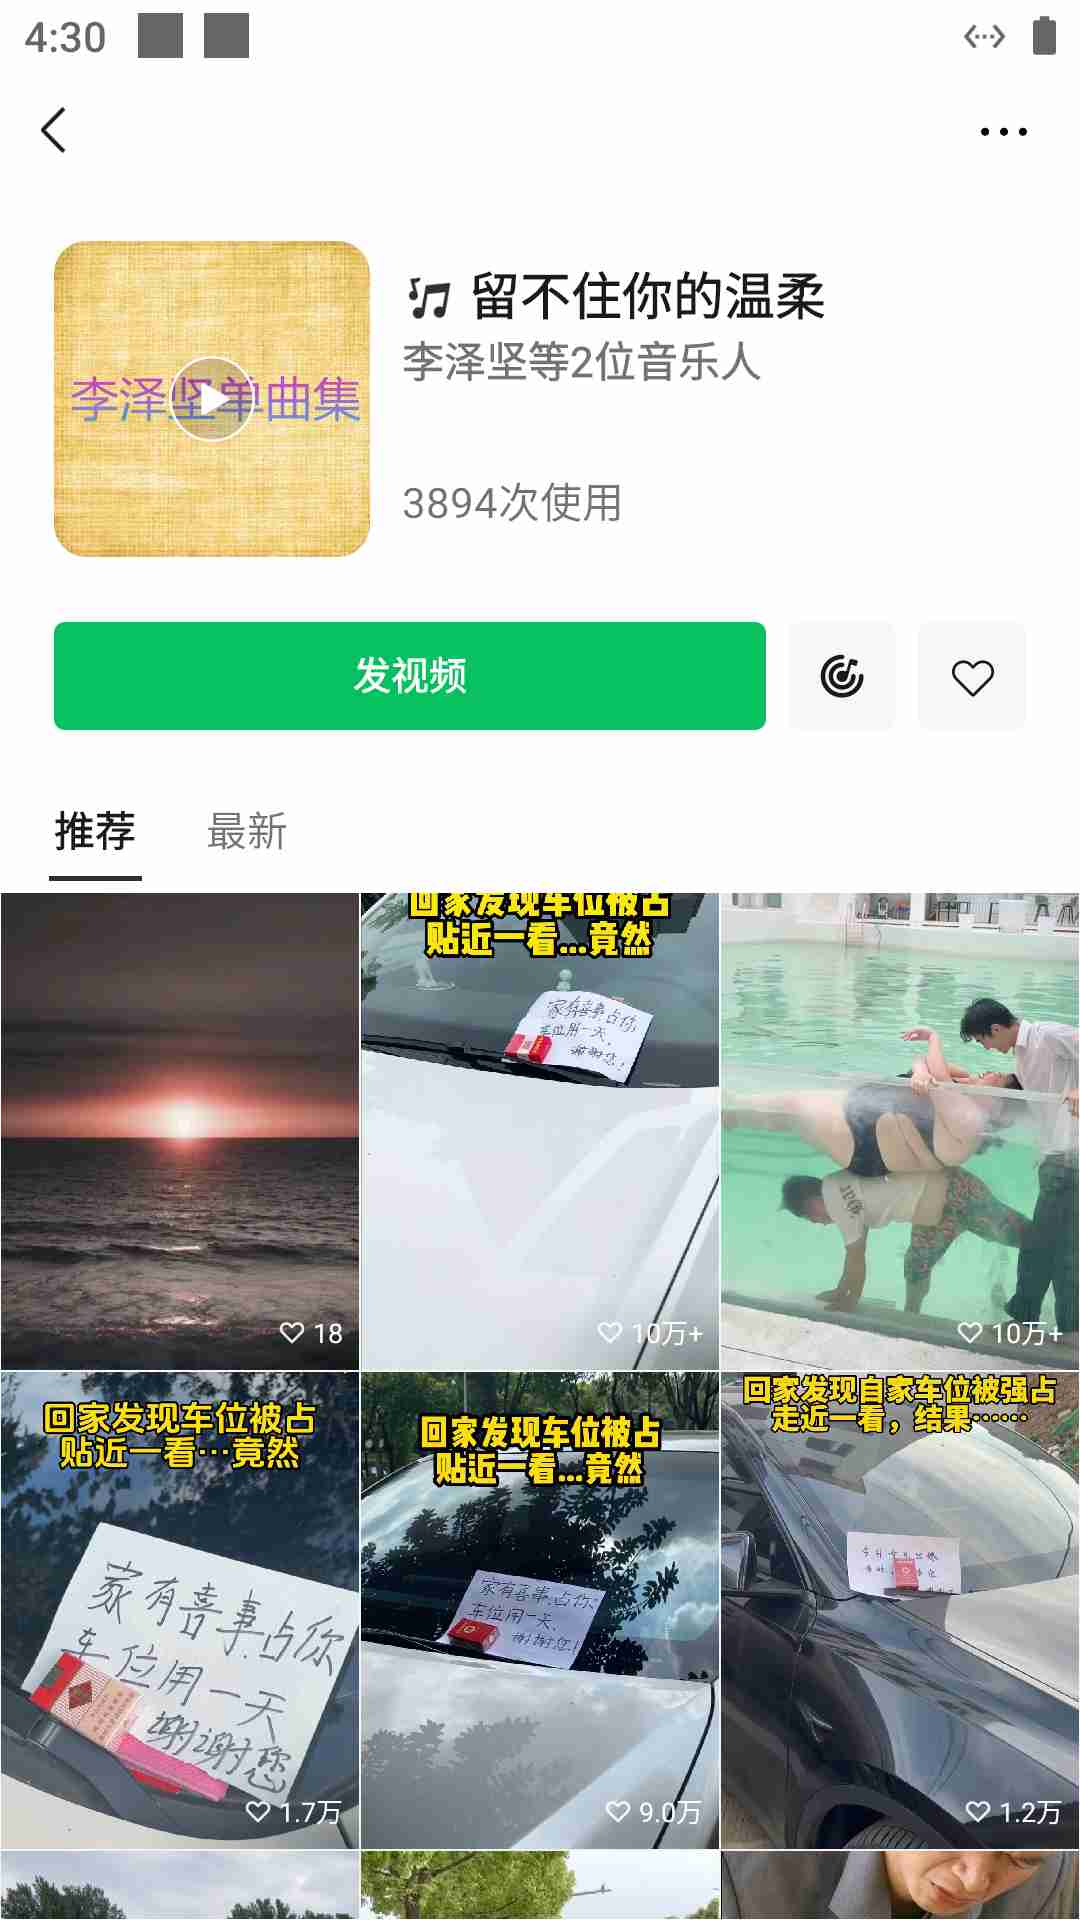 4:30
留不住你的温柔
李泽坚等2位音乐人
李泽坚单曲集
3894次使用
发视频
推荐
最新
18
回家发现车位被占
贴近一看...竟然
家有喜事,占你
车位用一天,
谢谢您!
10万+
10万+
回家发现车位被占
贴近一看…竟然
家有喜事,占你
车位用一天
谢谢您
1.7万
回家发现车位被占
贴近一看...竟然
家有喜事,占你
车位用一天,
谢谢您!
9.0万
回家发现自家车位被强占
走近一看，结果……
1.2万